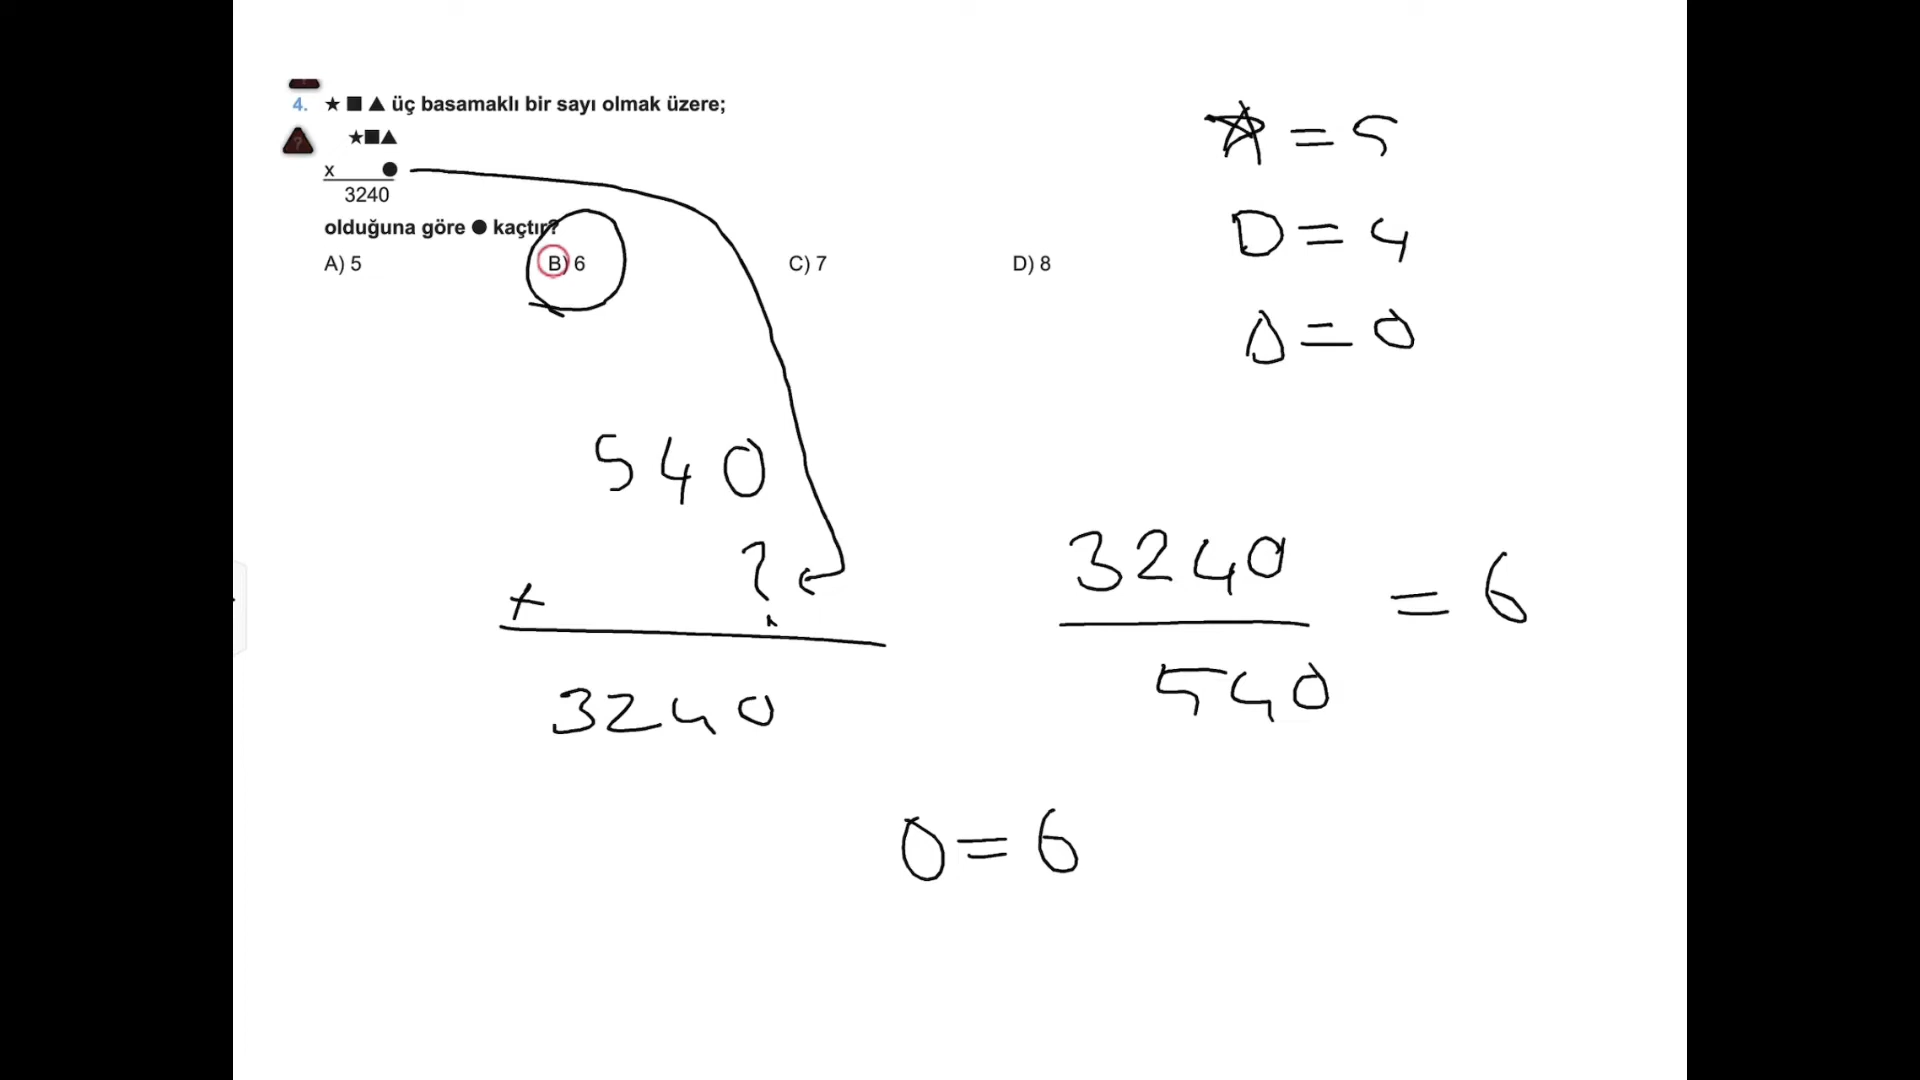 4. ★ ■ ▲ üç basamaklı bir sayı olmak üzere;
★■▲
x ●
3240
olduğuna göre ● kaçtır?
A) 5 B) 6 C) 7 D) 8
☆ = 5
□ = 4
△ = 0
540
?
x
3240
3240
540
= 6
O = 6